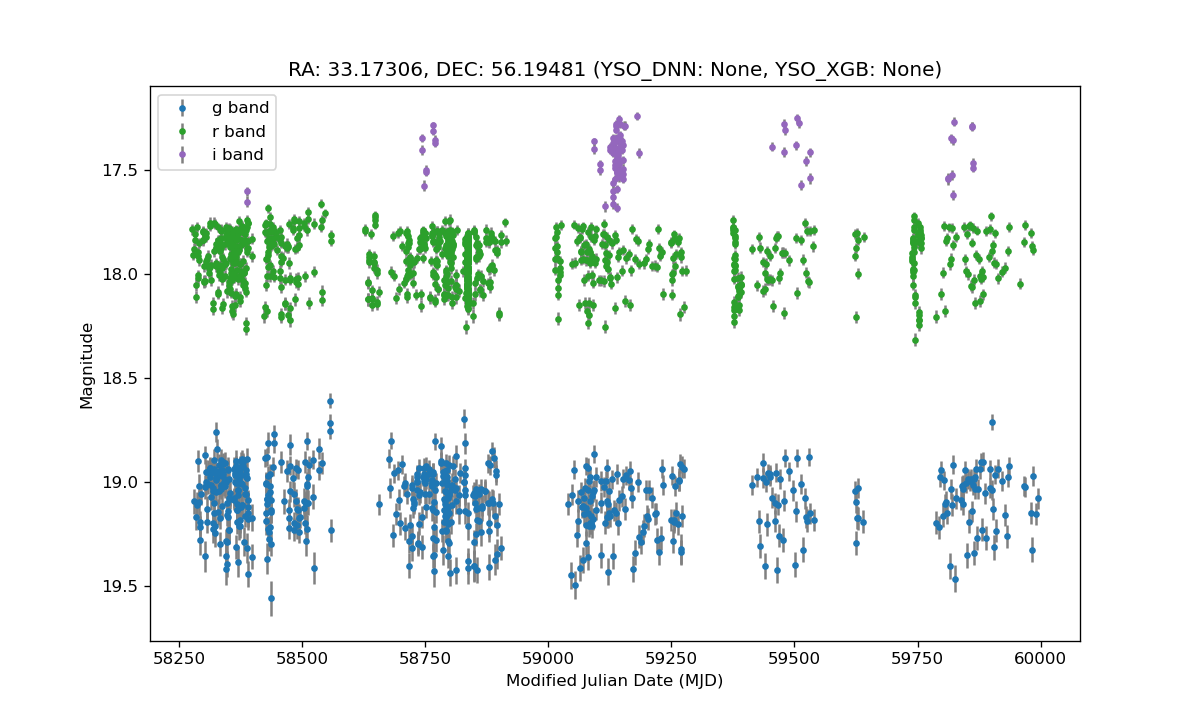 RA: 33.17306, DEC: 56.19481 (YSO_DNN: None, YSO_XGB: None)
g band
r band
i band
17.5
18.0
18.5
19.0
19.5
Magnitude
58250 58500 58750 59000 59250 59500 59750 60000
Modified Julian Date (MJD)